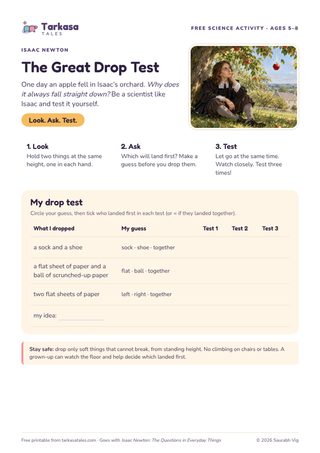 Tarkasa
TALES
FREE SCIENCE ACTIVITY · AGES 5–8
ISAAC NEWTON
The Great Drop Test
One day an apple fell in Isaac's orchard. Why does
it always fall straight down? Be a scientist like
Isaac and test it yourself.
Look. Ask. Test.
1. Look
Hold two things at the same
height, one in each hand.
2. Ask
Which will land first? Make a
guess before you drop them.
3. Test
Let go at the same time.
Watch closely. Test three
times!
My drop test
Circle your guess, then tick who landed first in each test (or = if they landed together).
What I dropped My guess Test 1 Test 2 Test 3
a sock and a shoe sock · shoe · together
a flat sheet of paper and a
ball of scrunched-up paper
flat · ball · together
two flat sheets of paper left · right · together
my idea:
Stay safe: drop only soft things that cannot break, from standing height. No climbing on chairs or tables. A
grown-up can watch the floor and help decide which landed first.
Free printable from tarkasatales.com · Goes with Isaac Newton: The Questions in Everyday Things
© 2026 Saurabh Vig